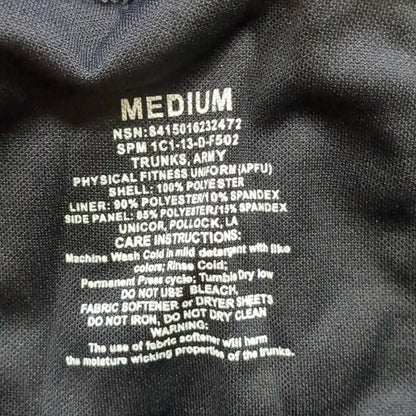 MEDIUM
NSN:8415016232472
SPM 1C1-13-D-F502
TRUNKS, ARMY
PHYSICAL FITNESS UNIFORM (APFU)
SHELL: 100% POLYESTER
LINER: 90% POLYESTER/10% SPANDEX
SIDE PANEL: 85% POLYESTER/15% SPANDEX
UNICOR, POLLOCK, LA
CARE INSTRUCTIONS:
Machine Wash Cold in mild detergent with like
colors; Rinse Cold;
Permanent Press cycle; Tumble Dry low
DO NOT USE BLEACH,
FABRIC SOFTENER or DRYER SHEETS
DO NOT IRON, DO NOT DRY CLEAN
WARNING:
The use of fabric softener will harm
the moisture wicking properties of the trunks.